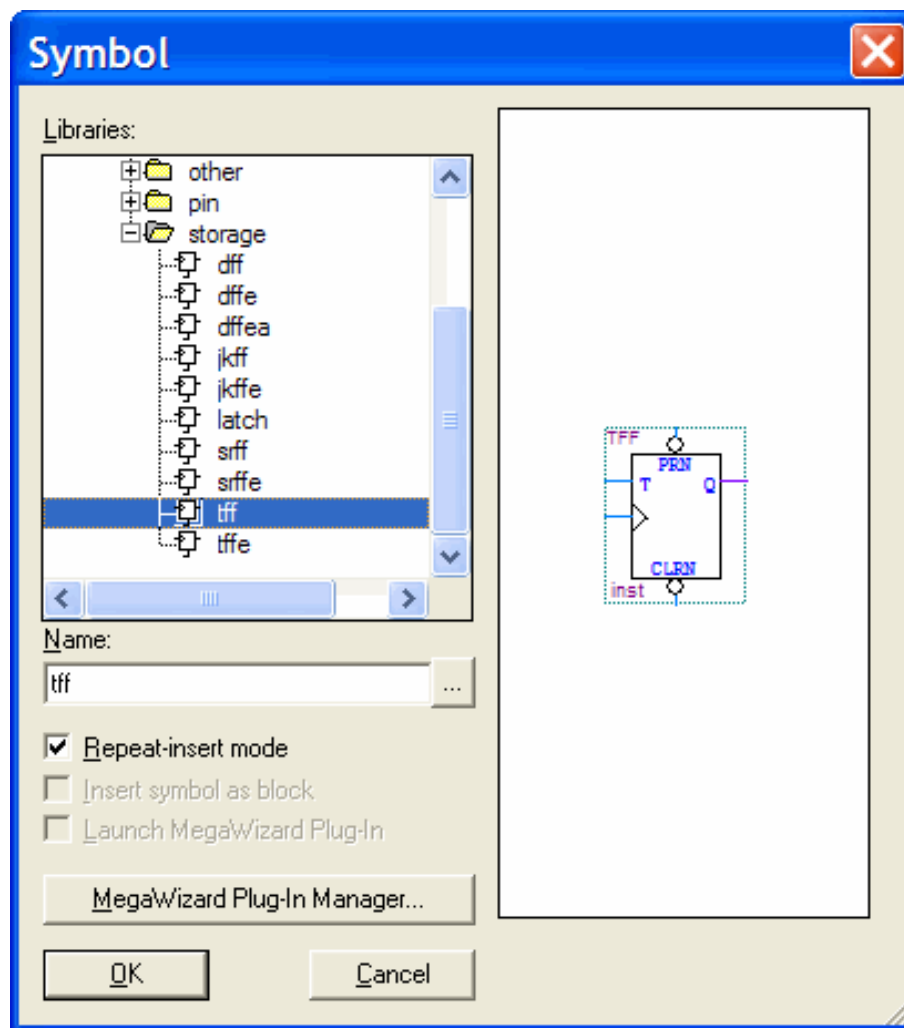 Symbol
Libraries:
other
pin
storage
dff
dffe
dffea
jkff
jkffe
latch
srff
srffe
tff
tffe
Name:
tff
...
Repeat-insert mode
Insert symbol as block
Launch MegaWizard Plug-In
MegaWizard Plug-In Manager...
OK
Cancel
TFF
PRN
T Q
CLRN
inst